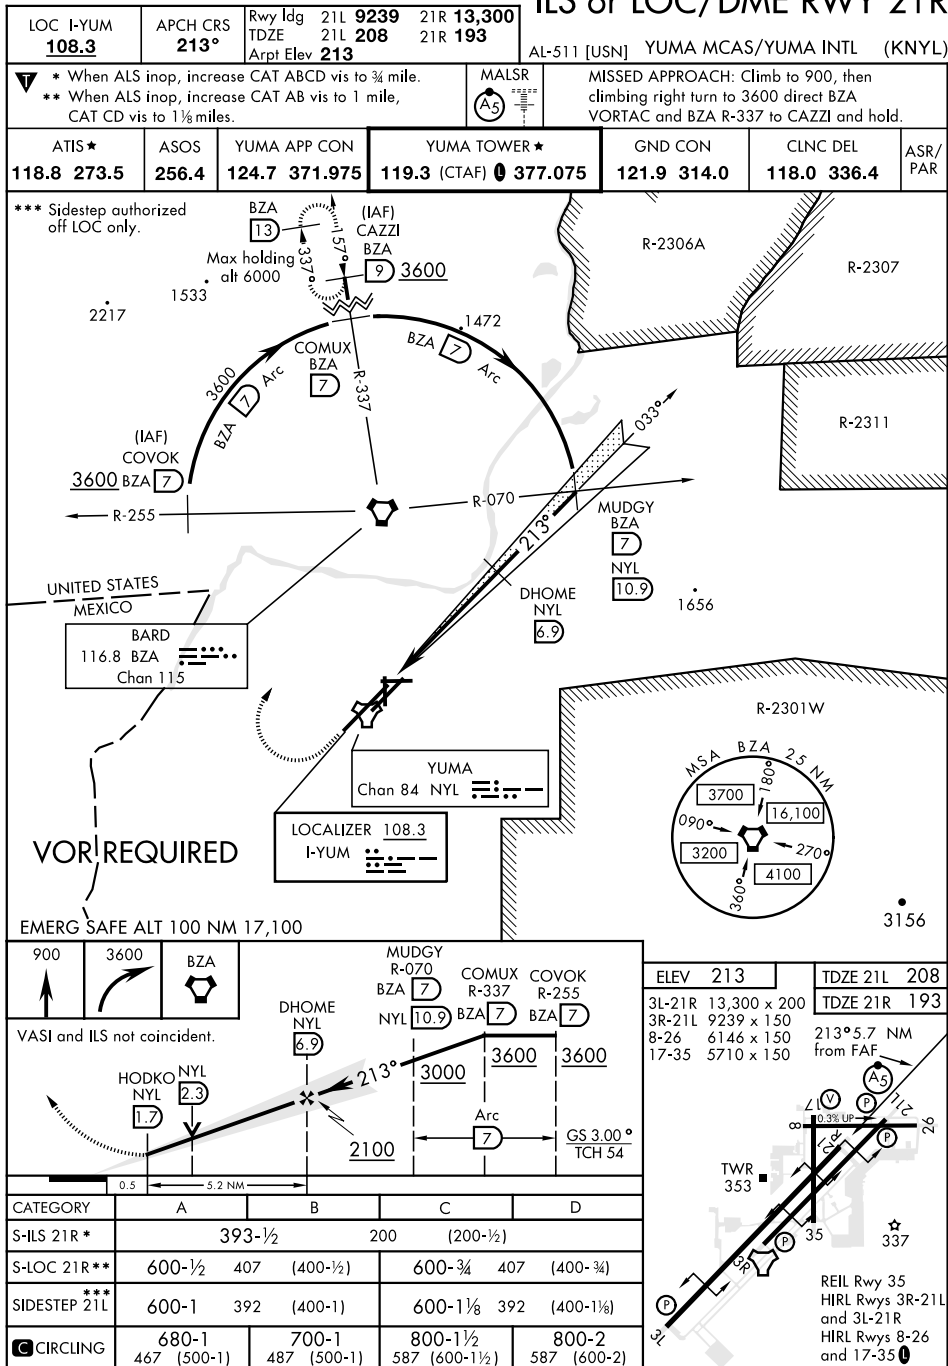 ILS or LOC/DME RWY 21R
LOC I-YUM
108.3
APCH CRS
213°
Rwy ldg 21L 9239 21R 13,300
TDZE 21L 208 21R 193
Arpt Elev 213
AL-511 [USN] YUMA MCAS/YUMA INTL (KNYL)
T * When ALS inop, increase CAT ABCD vis to ¾ mile.
** When ALS inop, increase CAT AB vis to 1 mile,
CAT CD vis to 1⅛ miles.
MALSR
A5
MISSED APPROACH: Climb to 900, then
climbing right turn to 3600 direct BZA
VORTAC and BZA R-337 to CAZZI and hold.
ATIS★
118.8 273.5
ASOS
256.4
YUMA APP CON
124.7 371.975
YUMA TOWER★
119.3 (CTAF) L 377.075
GND CON
121.9 314.0
CLNC DEL
118.0 336.4
ASR/
PAR
*** Sidestep authorized
off LOC only.
BZA
13
(IAF)
CAZZI
BZA
9 3600
337°
157°
Max holding
alt 6000
2217
1533
1472
R-2306A
R-2307
R-2311
COMUX
BZA
7
R-337
3600
BZA 7 Arc
BZA 7 Arc
(IAF)
COVOK
3600 BZA 7
R-255
R-070
033°
213°
MUDGY
BZA
7
NYL
10.9
DHOME
NYL
6.9
1656
UNITED STATES
MEXICO
BARD
116.8 BZA
Chan 115
R-2301W
YUMA
Chan 84 NYL
LOCALIZER 108.3
I-YUM
MSA BZA 25 NM
180°
3700
16,100
090°
270°
3200
4100
360°
3156
VOR REQUIRED
EMERG SAFE ALT 100 NM 17,100
900
3600
BZA
VASI and ILS not coincident.
MUDGY
R-070
BZA 7
NYL 10.9
COMUX
R-337
BZA 7
COVOK
R-255
BZA 7
DHOME
NYL
6.9
HODKO
NYL
1.7
NYL
2.3
213°
3000
3600
3600
2100
Arc
7
GS 3.00°
TCH 54
0.5
5.2 NM
ELEV 213
TDZE 21L 208
TDZE 21R 193
3L-21R 13,300 x 200
3R-21L 9239 x 150
8-26 6146 x 150
17-35 5710 x 150
213° 5.7 NM
from FAF
A5
V
P
P
P
P
17
21L
8
0.3% UP
26
21R
TWR
353
35
337
3R
3L
REIL Rwy 35
HIRL Rwys 3R-21L
and 3L-21R
HIRL Rwys 8-26
and 17-35 L
CATEGORY A B C D
S-ILS 21R * 393-½ 200 (200-½)
S-LOC 21R** 600-½ 407 (400-½) 600-¾ 407 (400-¾)
SIDESTEP 21L *** 600-1 392 (400-1) 600-1⅛ 392 (400-1⅛)
C CIRCLING 680-1 467 (500-1) 700-1 487 (500-1) 800-1½ 587 (600-1½) 800-2 587 (600-2)